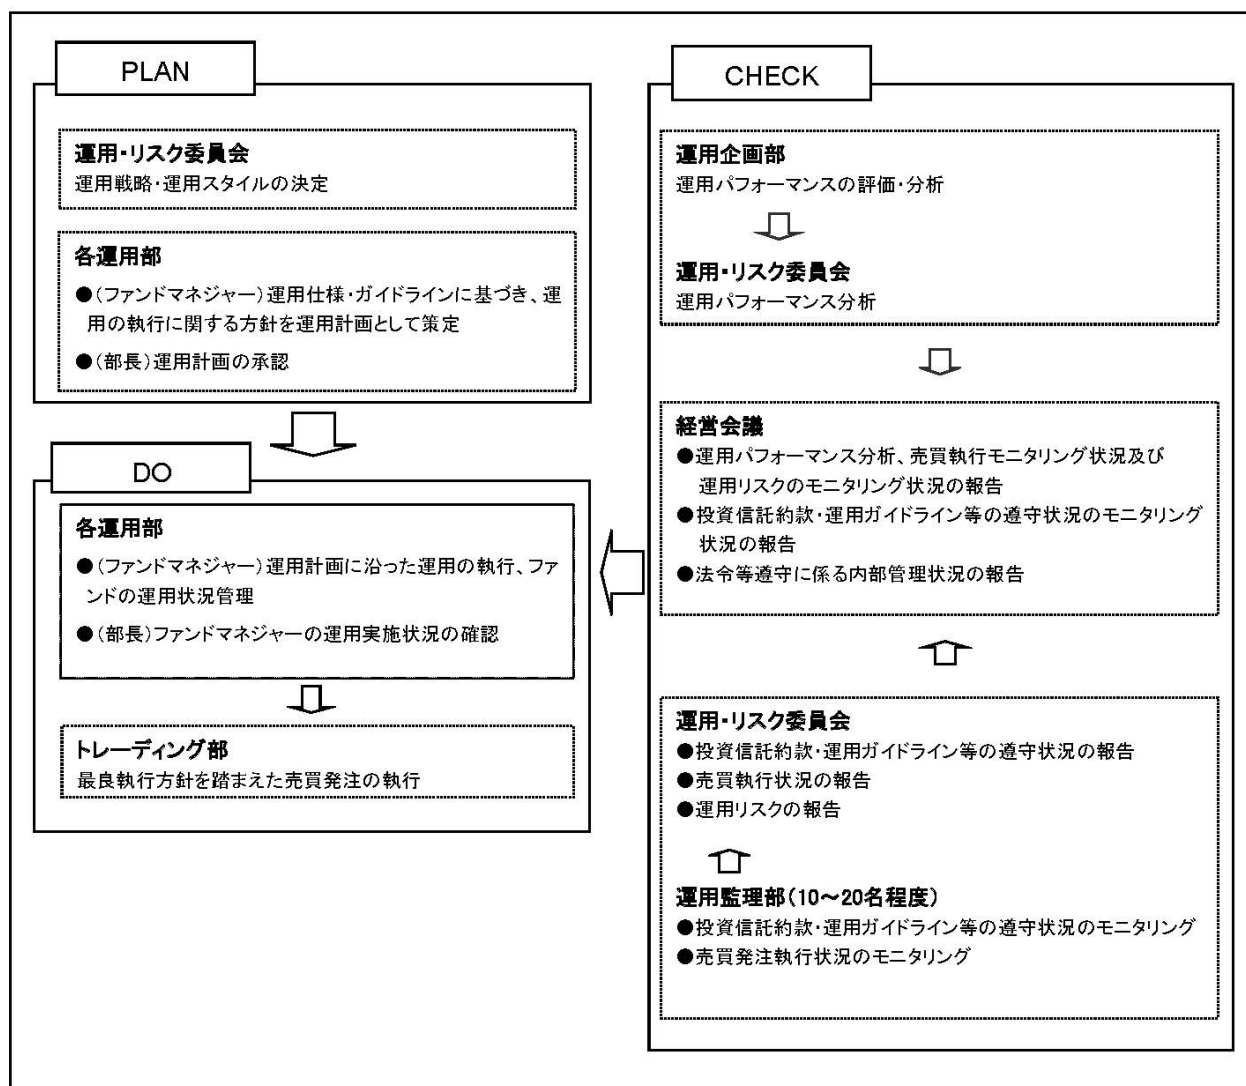 PLAN
運用・リスク委員会
運用戦略・運用スタイルの決定
各運用部
●(ファンドマネジャー)運用仕様・ガイドラインに基づき、運
用の執行に関する方針を運用計画として策定
●(部長)運用計画の承認
DO
各運用部
●(ファンドマネジャー)運用計画に沿った運用の執行、ファ
ンドの運用状況管理
●(部長)ファンドマネジャーの運用実施状況の確認
トレーディング部
最良執行方針を踏まえた売買発注の執行
CHECK
運用企画部
運用パフォーマンスの評価・分析
運用・リスク委員会
運用パフォーマンス分析
経営会議
●運用パフォーマンス分析、売買執行モニタリング状況及び
運用リスクのモニタリング状況の報告
●投資信託約款・運用ガイドライン等の遵守状況のモニタリング
状況の報告
●法令等遵守に係る内部管理状況の報告
運用・リスク委員会
●投資信託約款・運用ガイドライン等の遵守状況の報告
●売買執行状況の報告
●運用リスクの報告
運用監理部(10～20名程度)
●投資信託約款・運用ガイドライン等の遵守状況のモニタリング
●売買発注執行状況のモニタリング